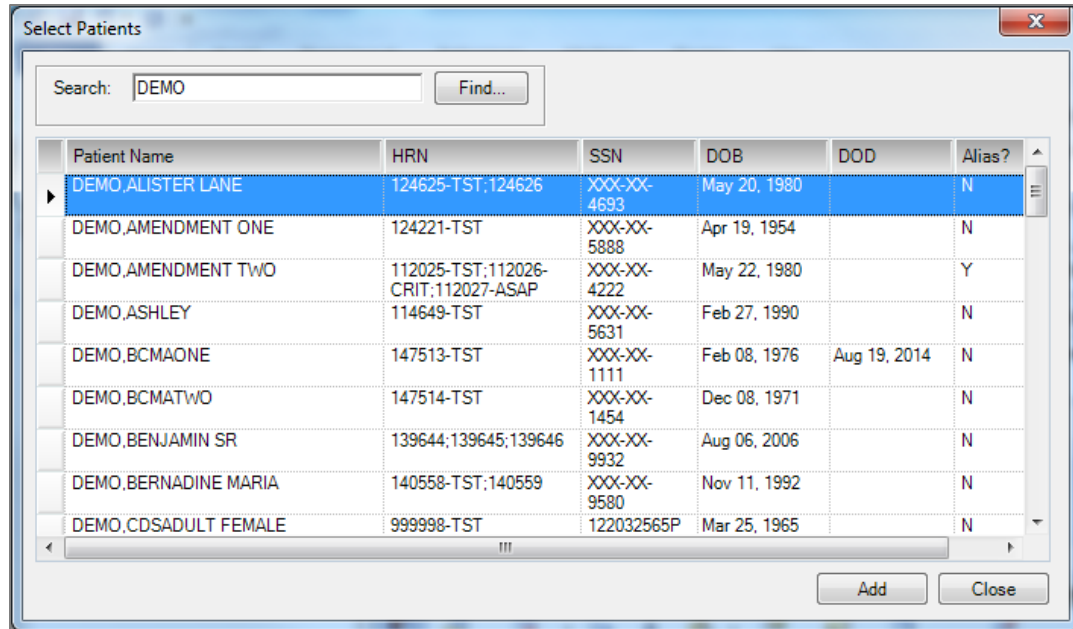 Select Patients
Search: DEMO Find...
Patient Name HRN SSN DOB DOD Alias?
DEMO,ALISTER LANE 124625-TST;124626 XXX-XX- May 20, 1980 N
4693
DEMO,AMENDMENT ONE 124221-TST XXX-XX- Apr 19, 1954 N
5888
DEMO,AMENDMENT TWO 112025-TST;112026- XXX-XX- May 22, 1980 Y
CRIT;112027-ASAP 4222
DEMO,ASHLEY 114649-TST XXX-XX- Feb 27, 1990 N
5631
DEMO,BCMAONE 147513-TST XXX-XX- Feb 08, 1976 Aug 19, 2014 N
1111
DEMO,BCMATWO 147514-TST XXX-XX- Dec 08, 1971 N
1454
DEMO,BENJAMIN SR 139644;139645;139646 XXX-XX- Aug 06, 2006 N
9932
DEMO,BERNADINE MARIA 140558-TST;140559 XXX-XX- Nov 11, 1992 N
9580
DEMO,CDSADULT FEMALE 999998-TST 122032565P Mar 25, 1965 N
Add Close